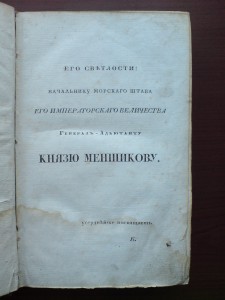 ЕГО СВѢТЛОСТИ:
НАЧАЛЬНИКУ МОРСКАГО ШТАБА
ЕГО ИМПЕРАТОРСКАГО ВЕЛИЧЕСТВА
ГЕНЕРАЛЪ-АДЪЮТАНТУ
КНЯЗЮ МЕНШИКОВУ.
усерднѣйше посвящаетъ